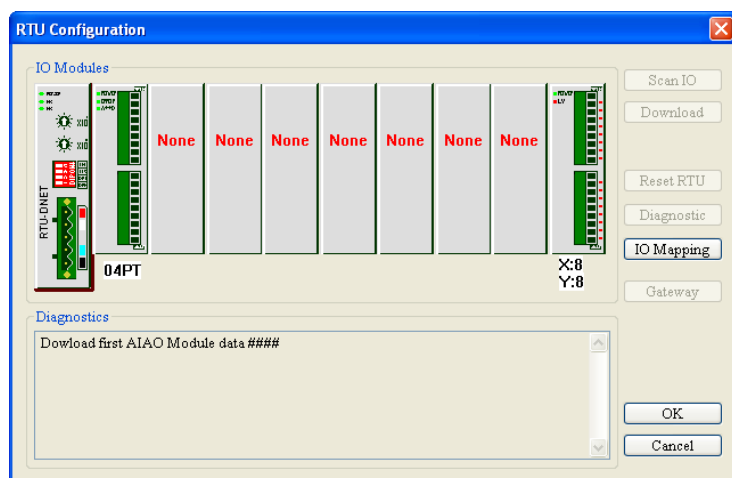 RTU Configuration
IO Modules
Scan IO
Download
None None None None None None None
Reset RTU
RTU-DNET
Diagnostic
IO Mapping
04PT
X:8
Y:8
Gateway
Diagnostics
Dowload first AIAO Module data ####
OK
Cancel